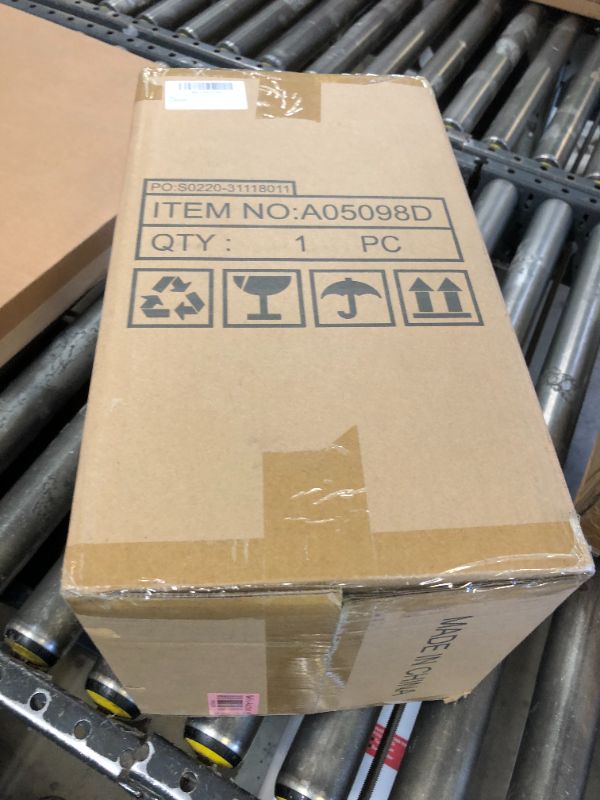 PO:S0220-31118011
ITEM NO:A05098D
QTY : 1 PC
MADE IN CHINA